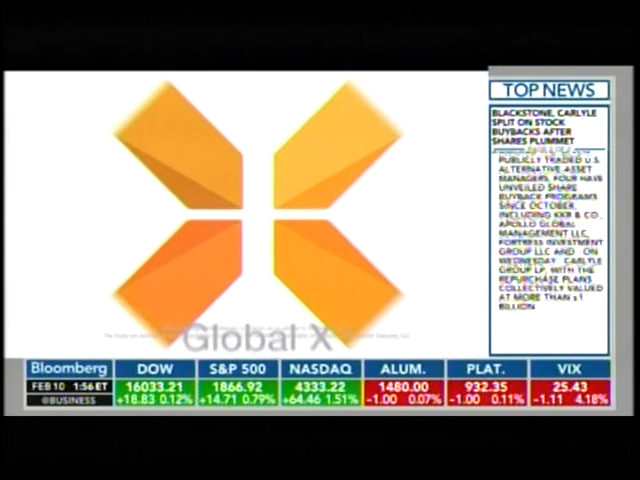 TOP NEWS
BLACKSTONE, CARLYLE
SPLIT ON STOCK
BUYBACKS AFTER
SHARES PLUMMET
PUBLICLY TRADED U.S.
ALTERNATIVE ASSET
MANAGERS, FOUR HAVE
UNVEILED SHARE
BUYBACK PROGRAMS
SINCE OCTOBER,
INCLUDING KKR & CO.,
APOLLO GLOBAL
MANAGEMENT LLC,
FORTRESS INVESTMENT
GROUP LLC AND ON
WEDNESDAY CARLYLE
GROUP LP, WITH THE
REPURCHASE PLANS
COLLECTIVELY VALUED
AT MORE THAN $1
BILLION
Global X
Bloomberg DOW S&P 500 NASDAQ ALUM. PLAT. VIX
FEB 10 1:56 ET 16033.21 1866.92 4333.22 1480.00 932.35 25.43
@BUSINESS +18.83 0.12% +14.71 0.79% +64.46 1.51% -1.00 0.07% -1.00 0.11% -1.11 4.18%